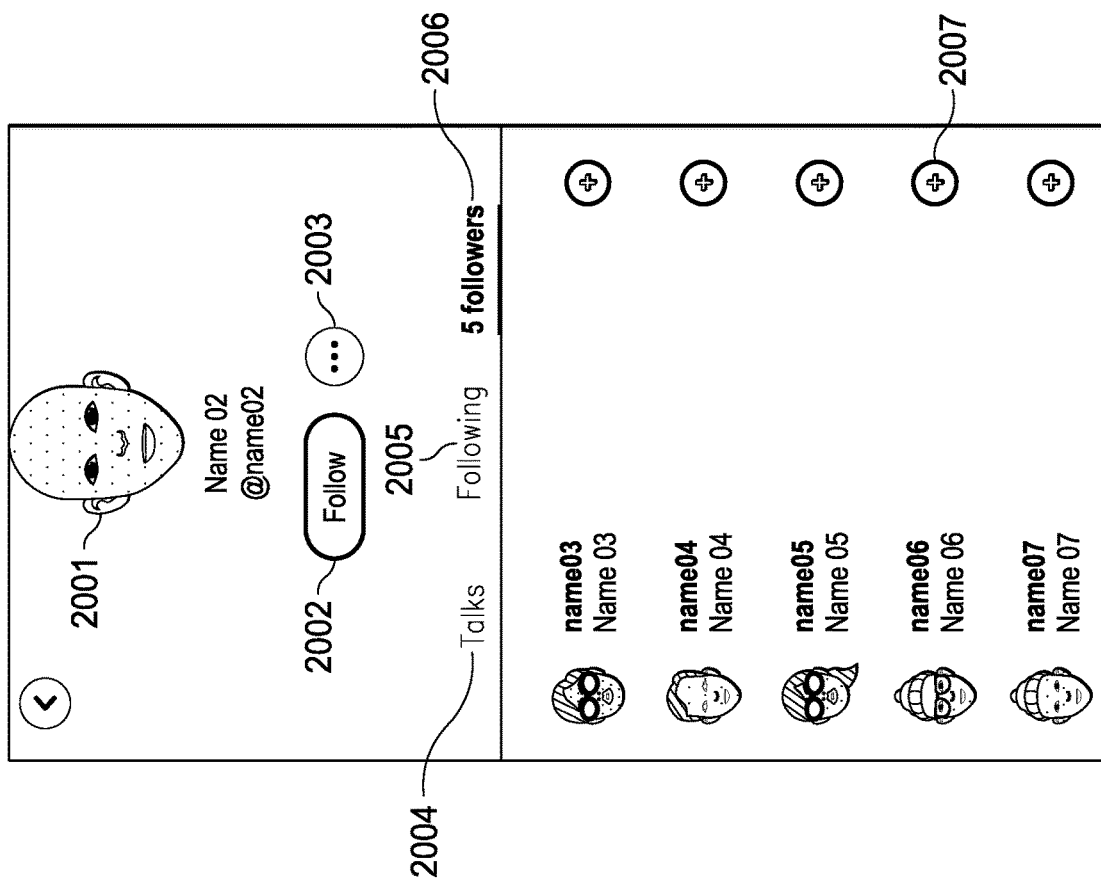 2001
Name 02
@name02
2002
Follow
...
2003
2004
Talks
2005
Following
5 followers
2006
name03
Name 03
+
name04
Name 04
+
name05
Name 05
+
name06
Name 06
+
2007
name07
Name 07
+